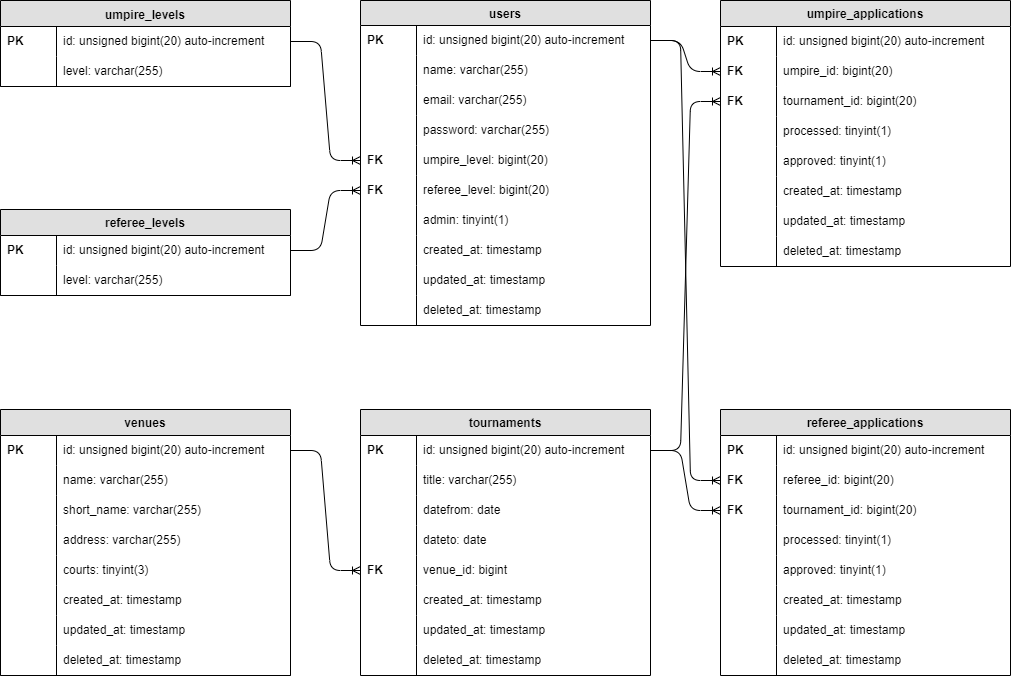 umpire_levels
PK id: unsigned bigint(20) auto-increment
level: varchar(255)
users
PK id: unsigned bigint(20) auto-increment
name: varchar(255)
email: varchar(255)
password: varchar(255)
FK umpire_level: bigint(20)
FK referee_level: bigint(20)
admin: tinyint(1)
created_at: timestamp
updated_at: timestamp
deleted_at: timestamp
umpire_applications
PK id: unsigned bigint(20) auto-increment
FK umpire_id: bigint(20)
FK tournament_id: bigint(20)
processed: tinyint(1)
approved: tinyint(1)
created_at: timestamp
updated_at: timestamp
deleted_at: timestamp
referee_levels
PK id: unsigned bigint(20) auto-increment
level: varchar(255)
venues
PK id: unsigned bigint(20) auto-increment
name: varchar(255)
short_name: varchar(255)
address: varchar(255)
courts: tinyint(3)
created_at: timestamp
updated_at: timestamp
deleted_at: timestamp
tournaments
PK id: unsigned bigint(20) auto-increment
title: varchar(255)
datefrom: date
dateto: date
FK venue_id: bigint
created_at: timestamp
updated_at: timestamp
deleted_at: timestamp
referee_applications
PK id: unsigned bigint(20) auto-increment
FK referee_id: bigint(20)
FK tournament_id: bigint(20)
processed: tinyint(1)
approved: tinyint(1)
created_at: timestamp
updated_at: timestamp
deleted_at: timestamp